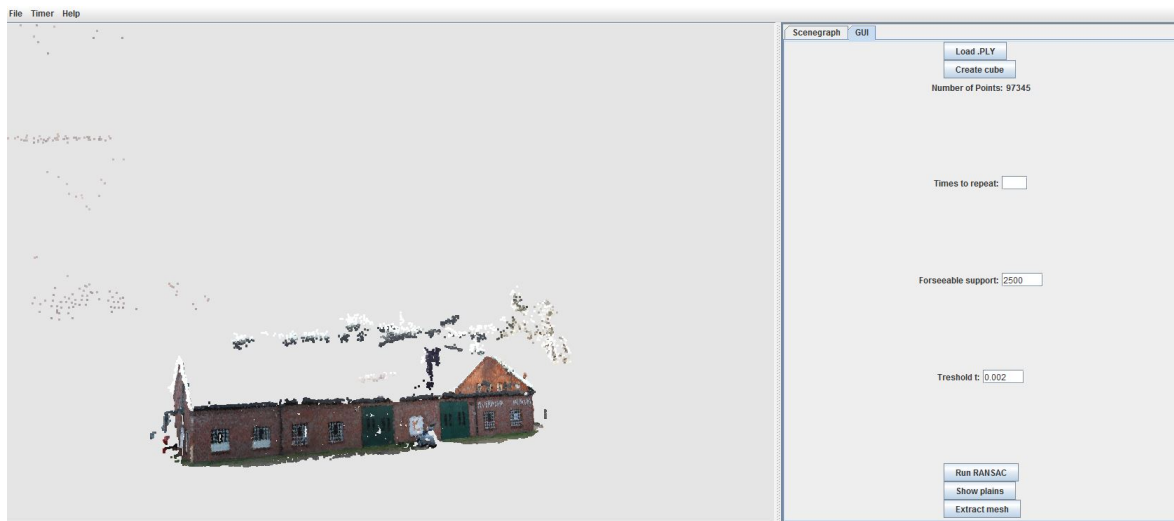 File Timer Help
Scenegraph GUI
Load .PLY
Create cube
Number of Points: 97345
Times to repeat:
Forseeable support: 2500
Treshold t: 0.002
Run RANSAC
Show plains
Extract mesh